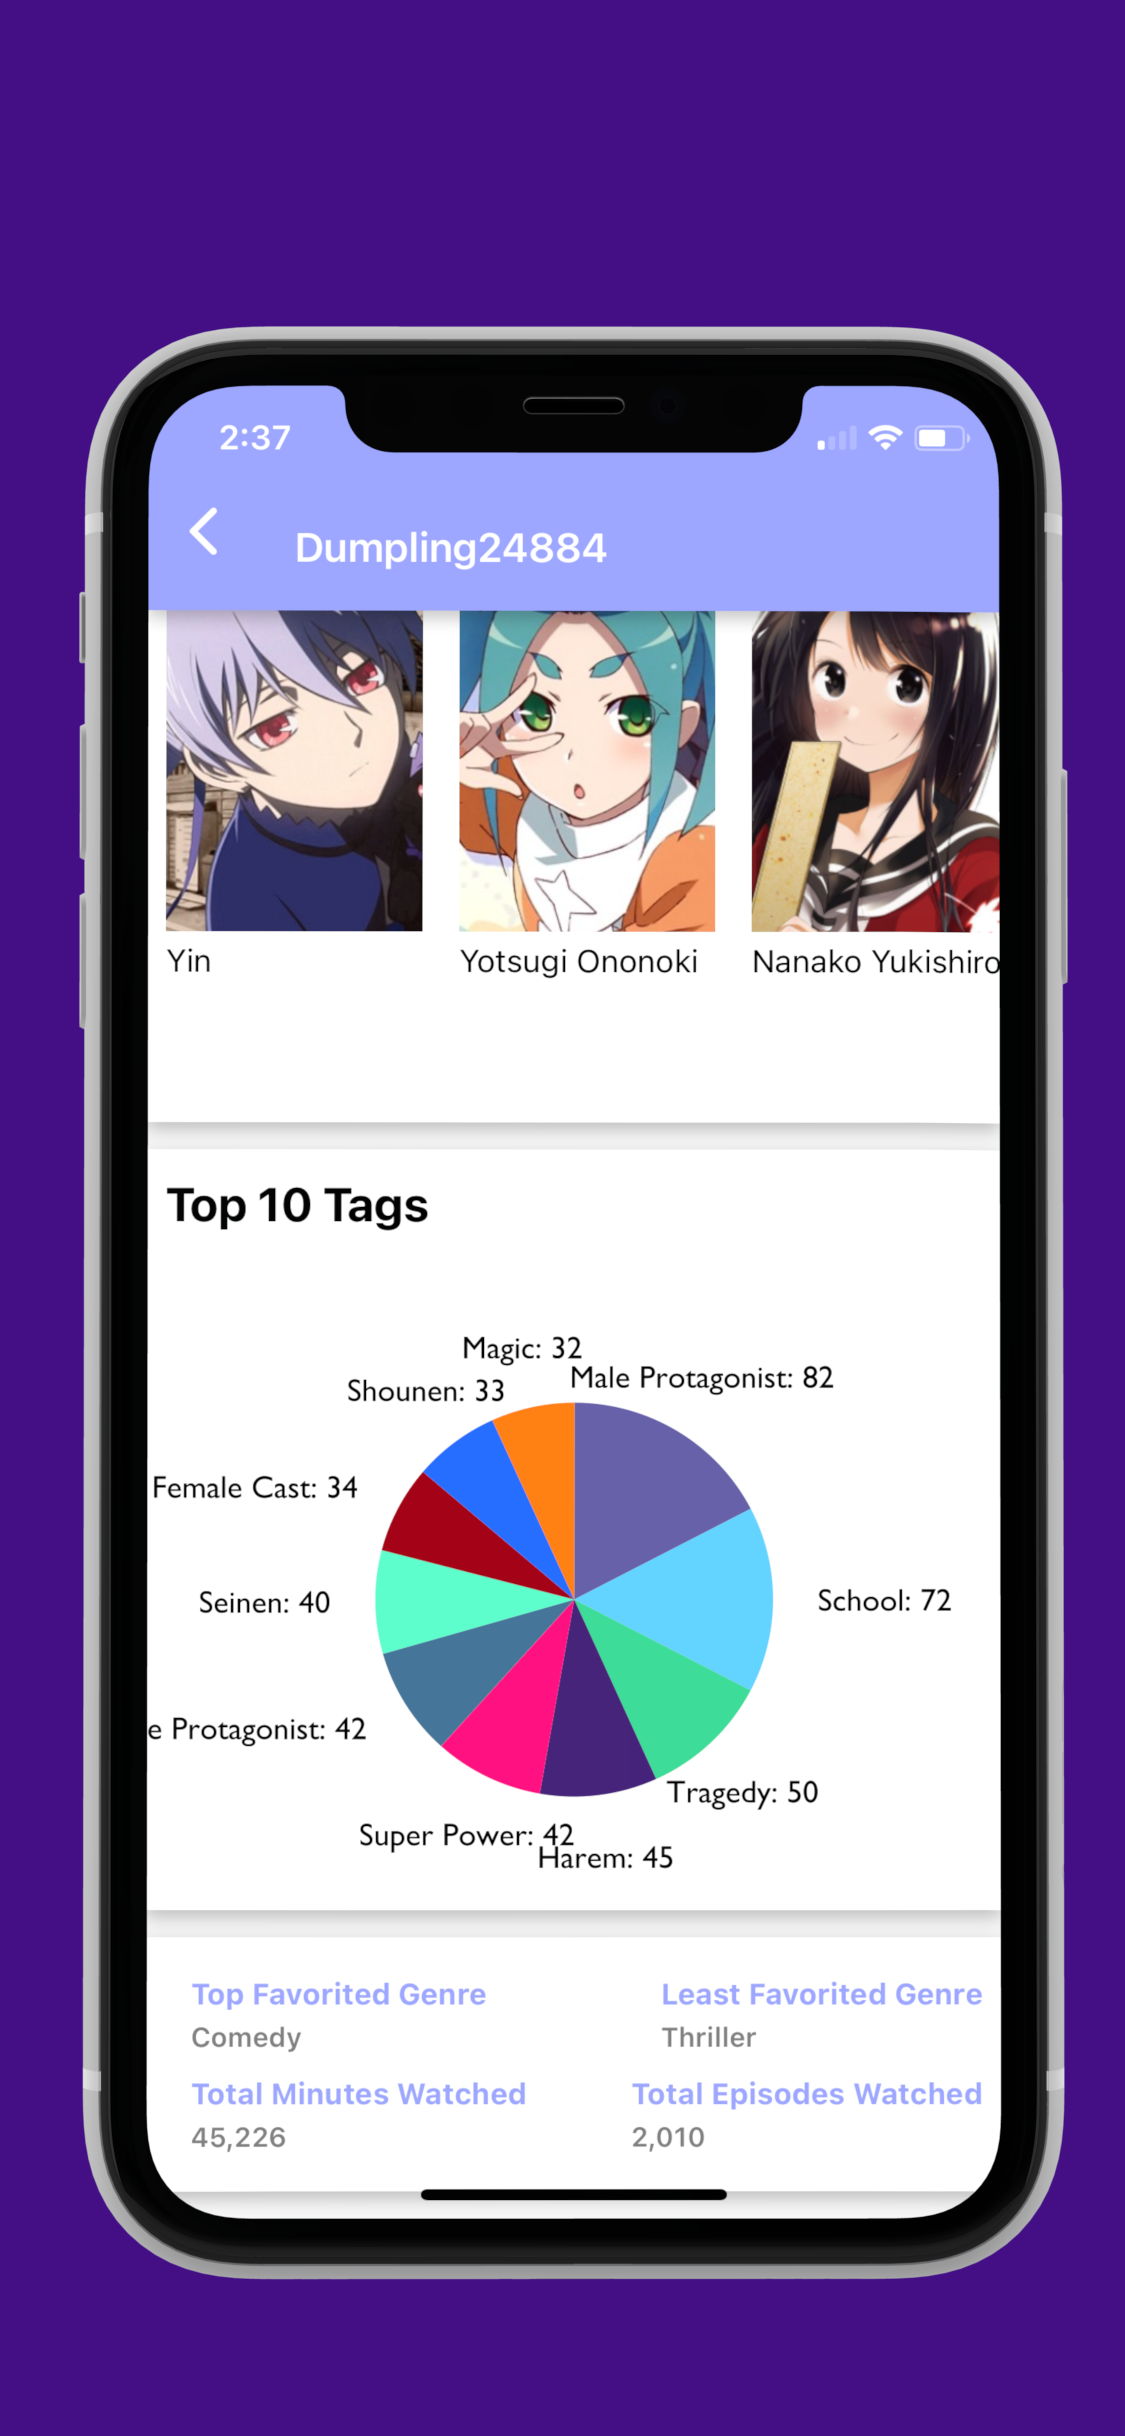 2:37
Dumpling24884
Yin
Yotsugi Ononoki
Nanako Yukishiro
Top 10 Tags
Magic: 32
Male Protagonist: 82
Shounen: 33
Female Cast: 34
School: 72
Seinen: 40
e Protagonist: 42
Tragedy: 50
Super Power: 42
Harem: 45
Top Favorited Genre
Least Favorited Genre
Comedy
Thriller
Total Minutes Watched
Total Episodes Watched
45,226
2,010